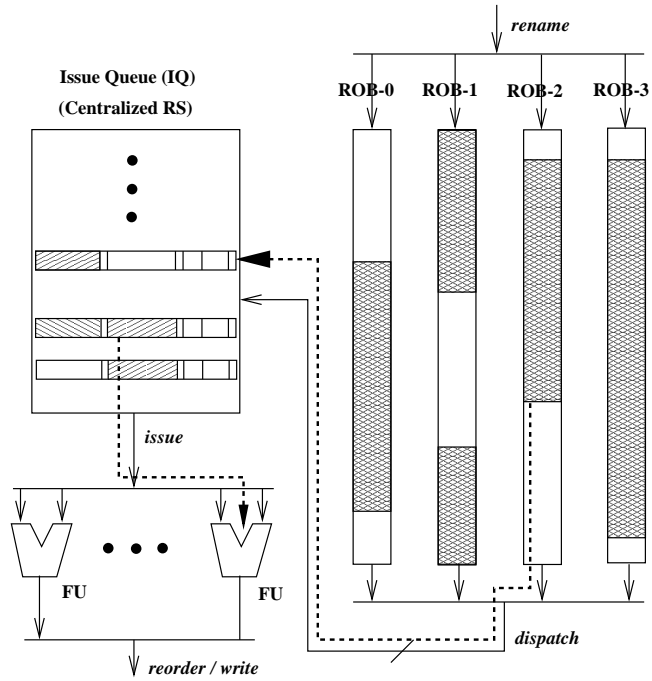 rename
Issue Queue (IQ)
(Centralized RS)
ROB-0 ROB-1 ROB-2 ROB-3
issue
FU
FU
dispatch
reorder / write